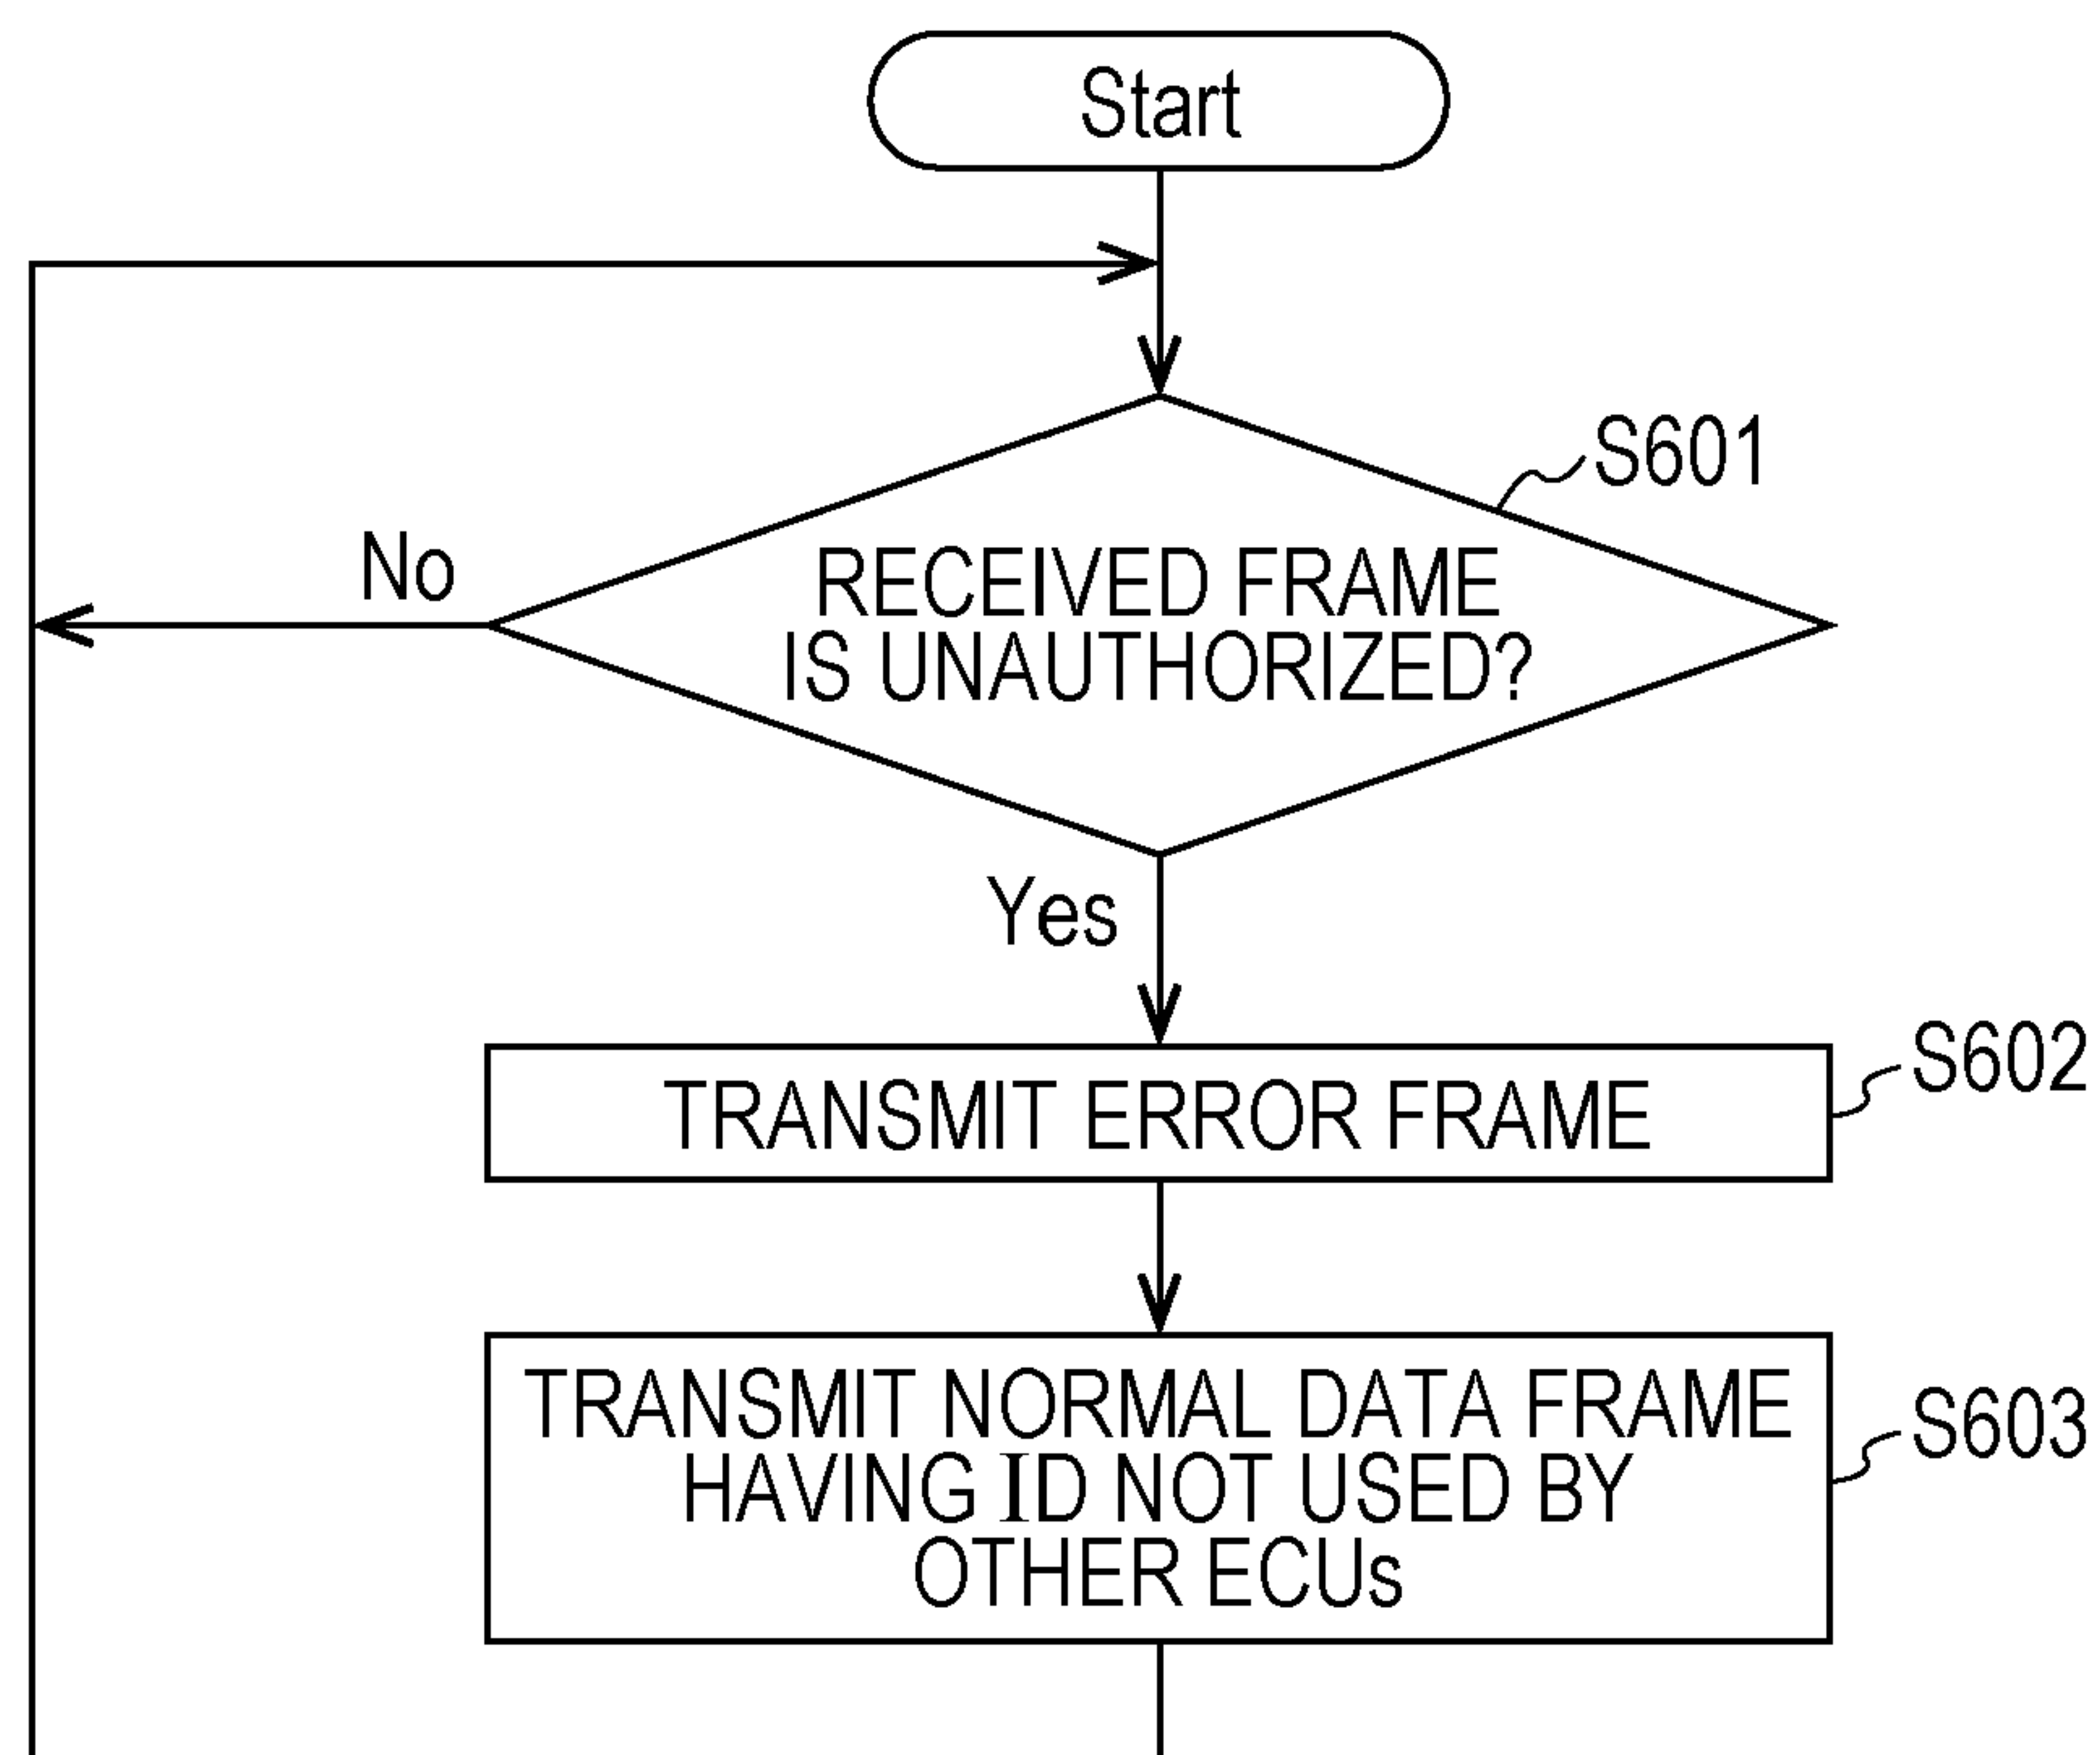 Start
S601
No
RECEIVED FRAME
IS UNAUTHORIZED?
Yes
S602
TRANSMIT ERROR FRAME
TRANSMIT NORMAL DATA FRAME
S603
HAVING ID NOT USED BY
OTHER ECUs